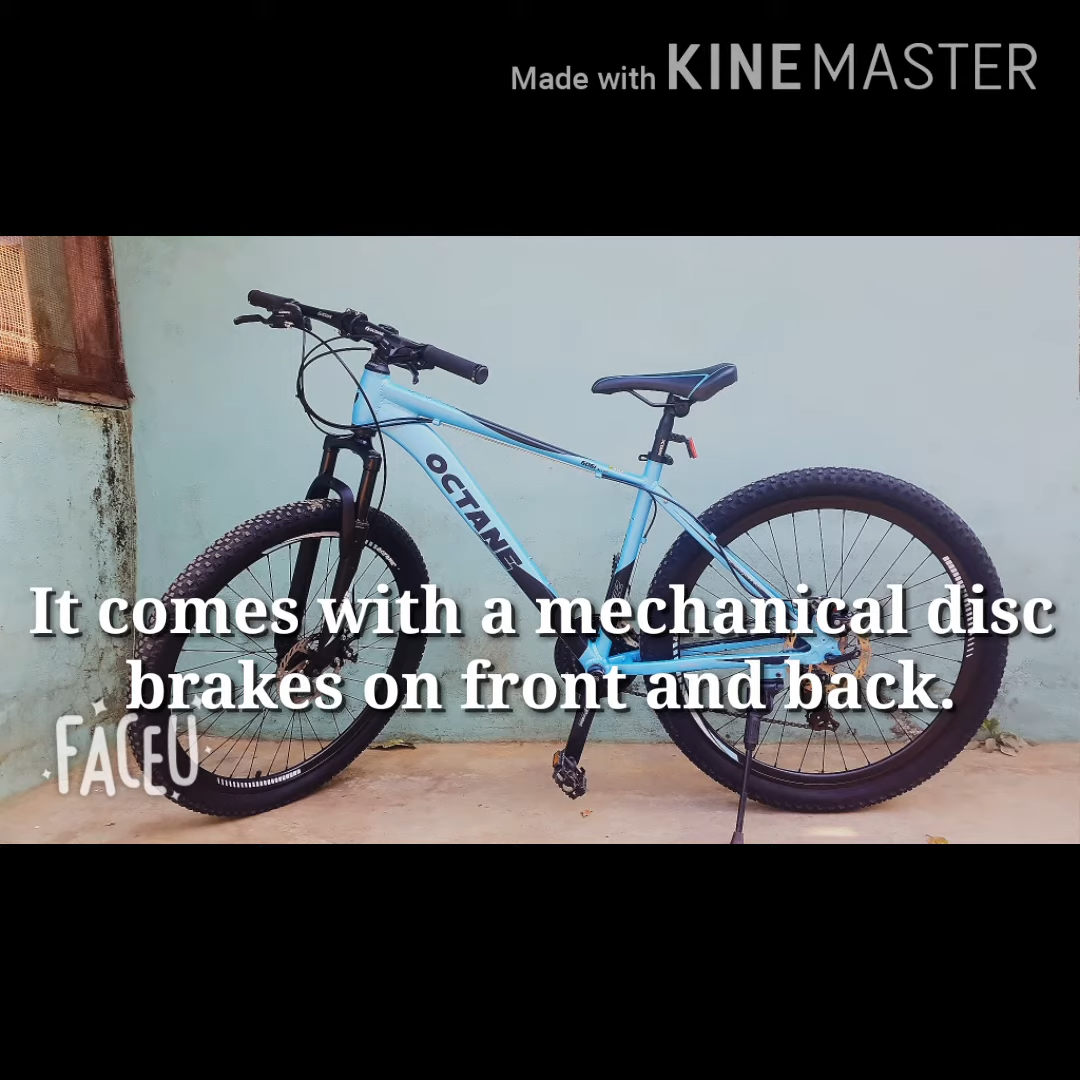 Made with KINEMASTER
OCTANE
It comes with a mechanical disc
brakes on front and back.
FACEU